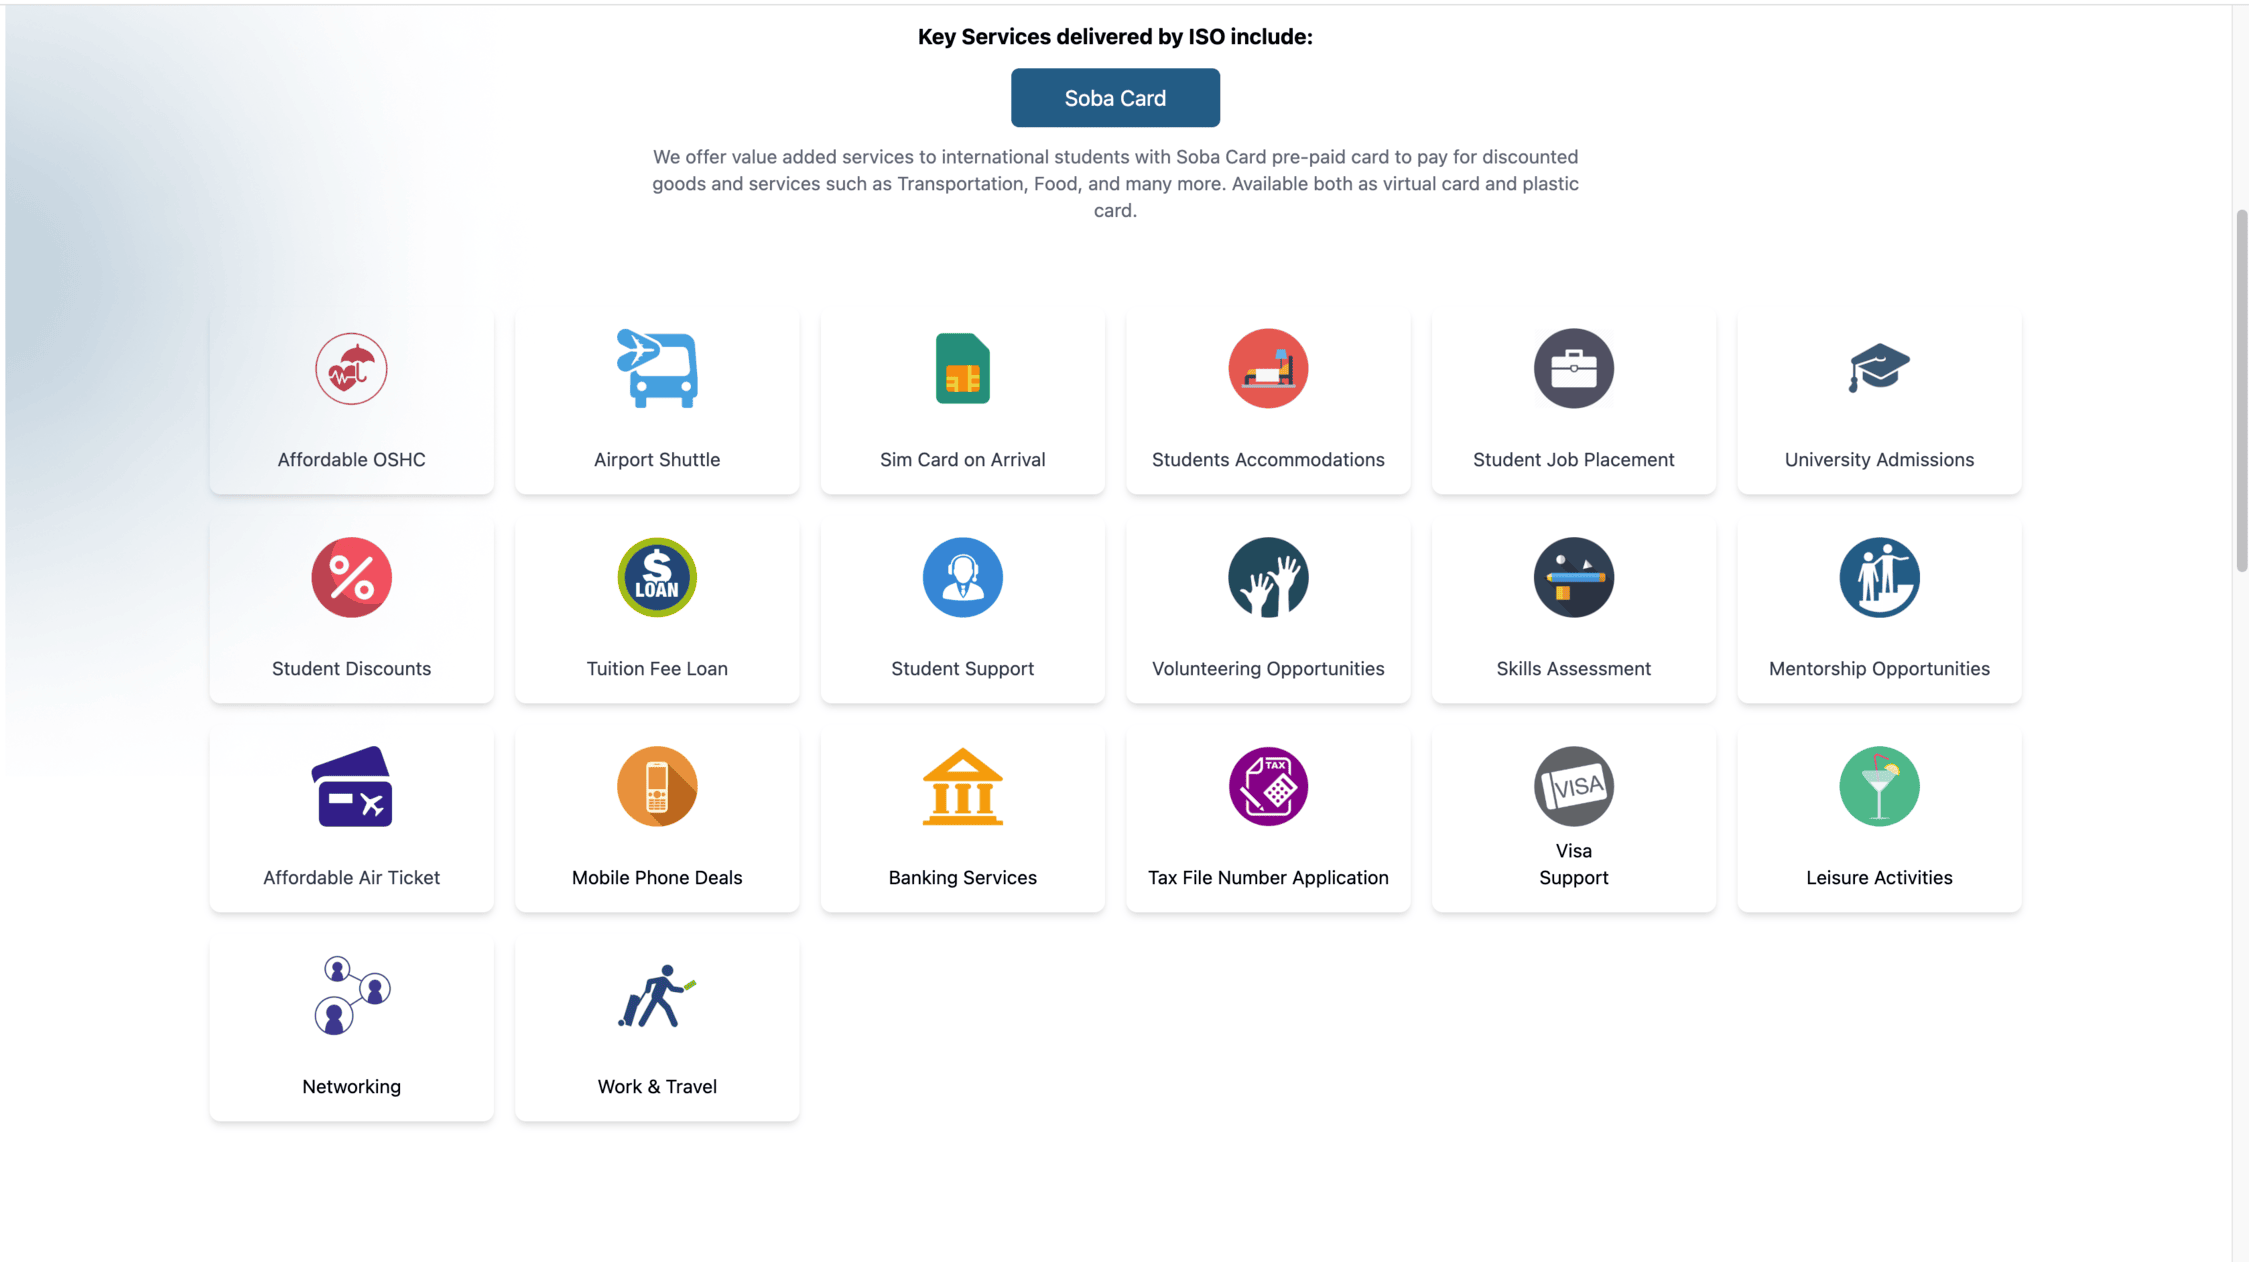 Key Services delivered by ISO include:
Soba Card
We offer value added services to international students with Soba Card pre-paid card to pay for discounted
goods and services such as Transportation, Food, and many more. Available both as virtual card and plastic
card.
Affordable OSHC
Airport Shuttle
Sim Card on Arrival
Students Accommodations
Student Job Placement
University Admissions
$
LOAN
Student Discounts
Tuition Fee Loan
Student Support
Volunteering Opportunities
Skills Assessment
Mentorship Opportunities
TAX
VISA
Affordable Air Ticket
Mobile Phone Deals
Banking Services
Tax File Number Application
Visa
Support
Leisure Activities
Networking
Work & Travel